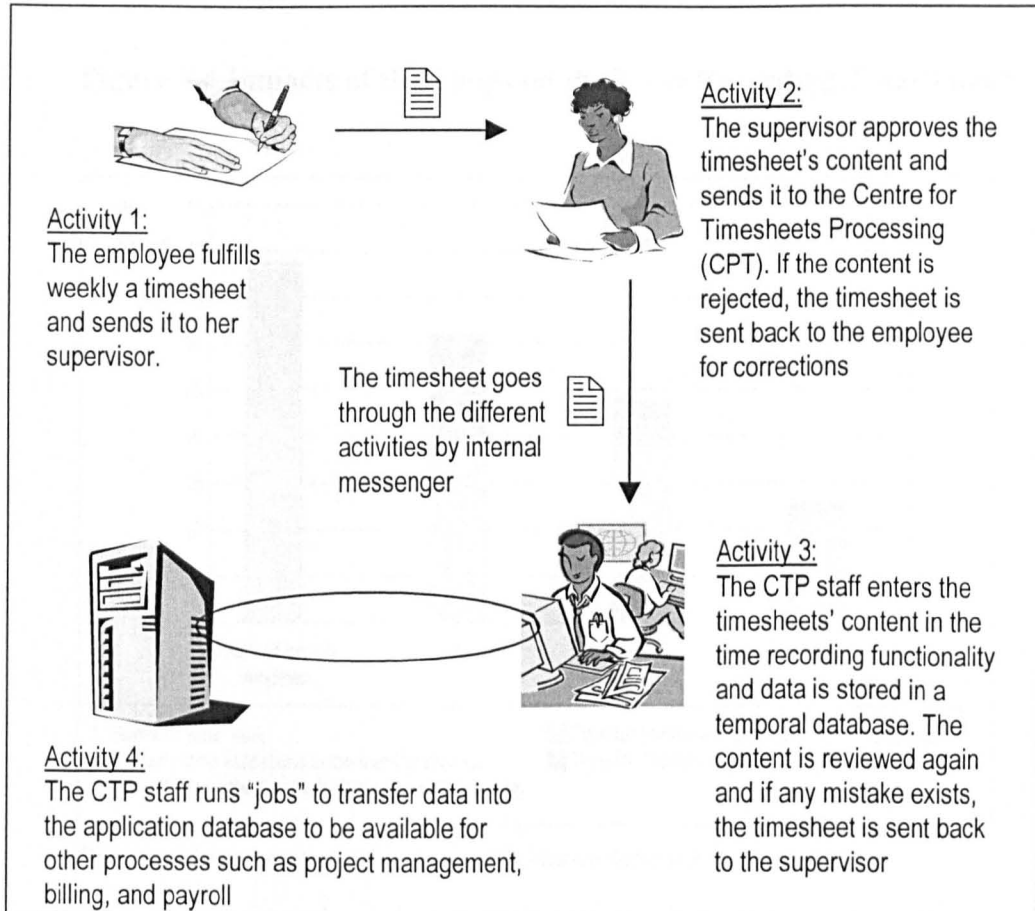 Activity 1:
The employee fulfills
weekly a timesheet
and sends it to her
supervisor.
Activity 2:
The supervisor approves the
timesheet's content and
sends it to the Centre for
Timesheets Processing
(CPT). If the content is
rejected, the timesheet is
sent back to the employee
for corrections
The timesheet goes
through the different
activities by internal
messenger
Activity 3:
The CTP staff enters the
timesheets' content in the
time recording functionality
and data is stored in a
temporal database. The
content is reviewed again
and if any mistake exists,
the timesheet is sent back
to the supervisor
Activity 4:
The CTP staff runs "jobs" to transfer data into
the application database to be available for
other processes such as project management,
billing, and payroll